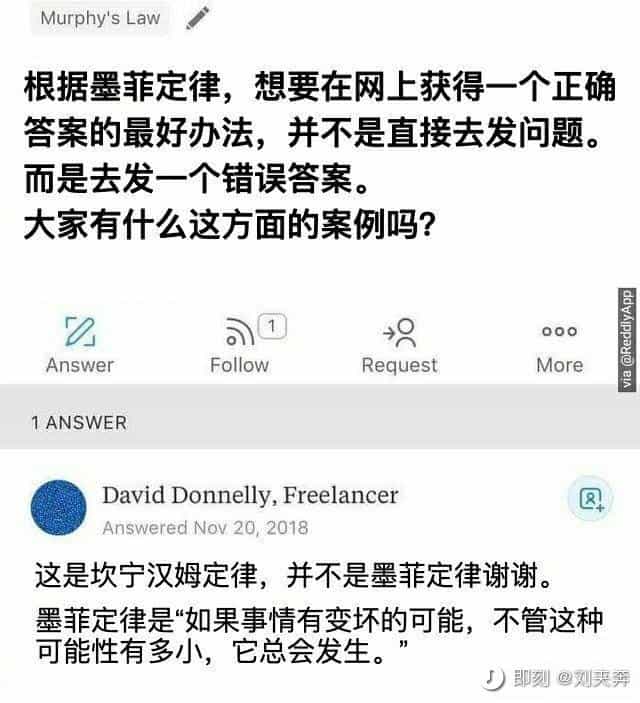 Murphy's Law
根据墨菲定律，想要在网上获得一个正确
答案的最好办法，并不是直接去发问题。
而是去发一个错误答案。
大家有什么这方面的案例吗？
1
Answer
Follow
Request
More
via @ReddlyApp
1 ANSWER
David Donnelly, Freelancer
Answered Nov 20, 2018
这是坎宁汉姆定律，并不是墨菲定律谢谢。
墨菲定律是“如果事情有变坏的可能，不管这种
可能性有多小，它总会发生。”
即刻 @刘夹奔